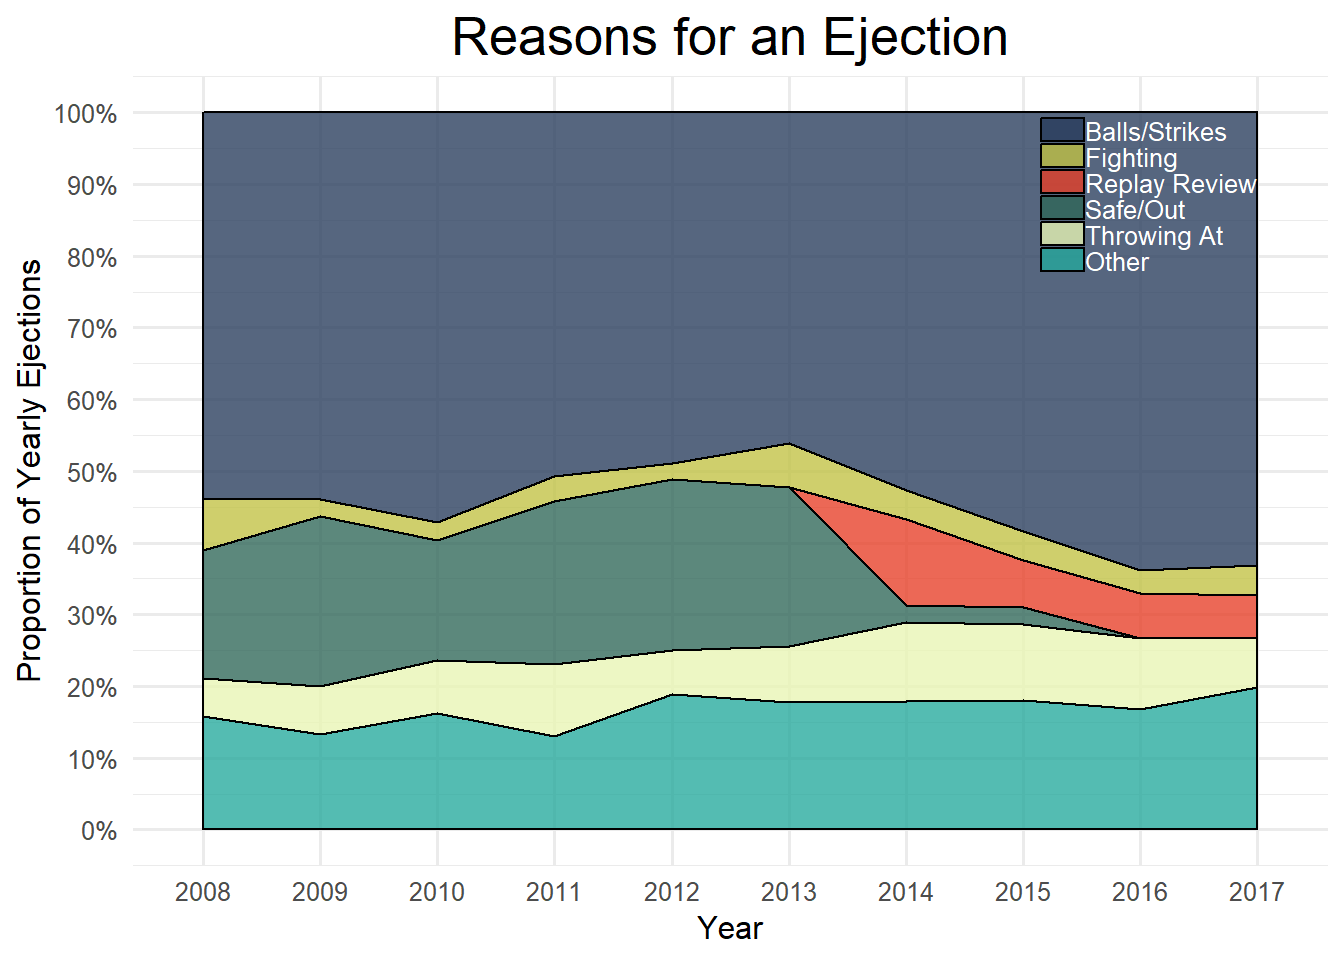 Reasons for an Ejection
100%
90%
80%
70%
60%
50%
40%
30%
20%
10%
0%
Proportion of Yearly Ejections
Balls/Strikes
Fighting
Replay Review
Safe/Out
Throwing At
Other
2008 2009 2010 2011 2012 2013 2014 2015 2016 2017
Year